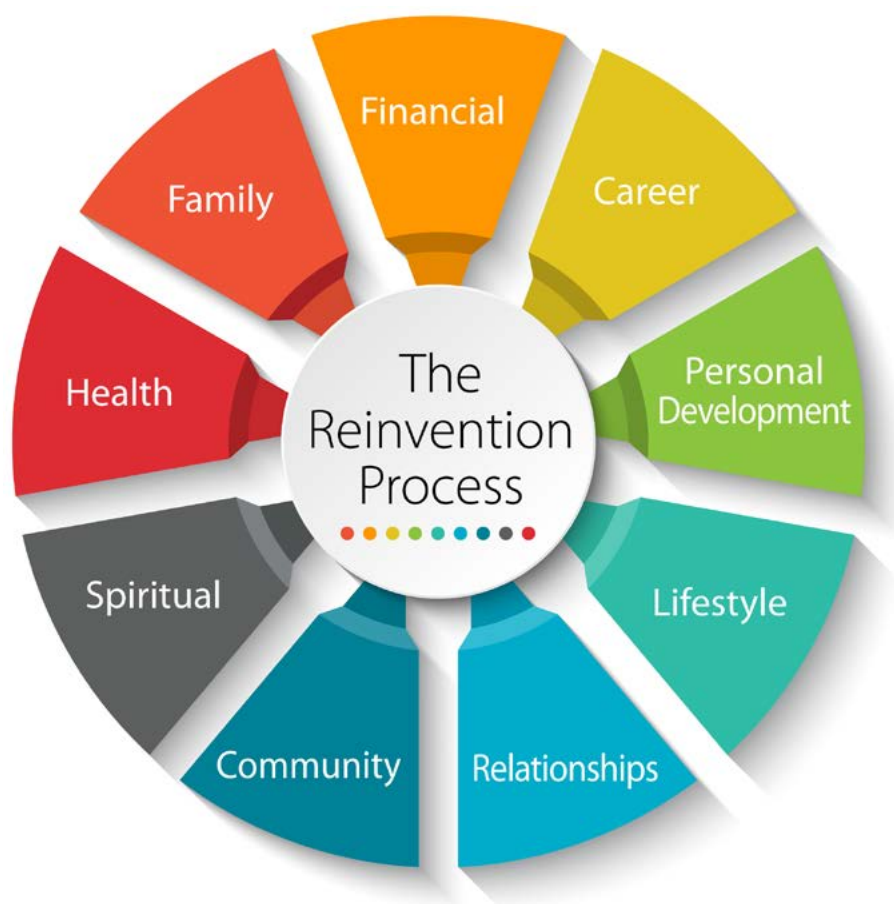 Financial
Career
Personal
Development
Lifestyle
Relationships
Community
Spiritual
Health
Family
The
Reinvention
Process